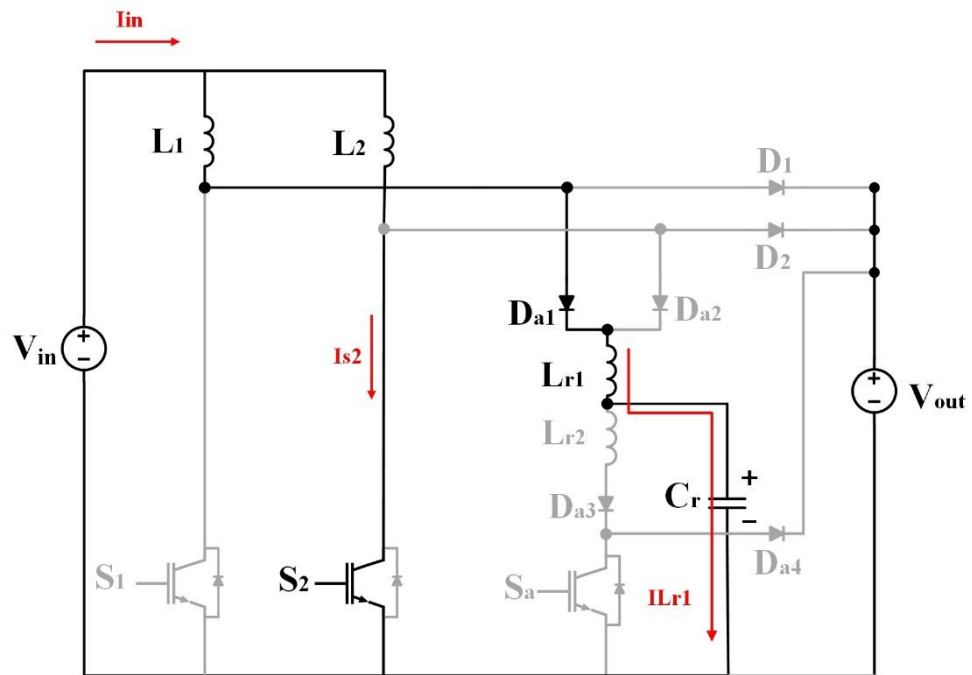 Iin
L1
L2
D1
D2
Da1
Da2
Vin
+
−
Is2
Lr1
+
−
Vout
Lr2
Da3
Cr
+
−
Da4
S1
S2
Sa
ILr1